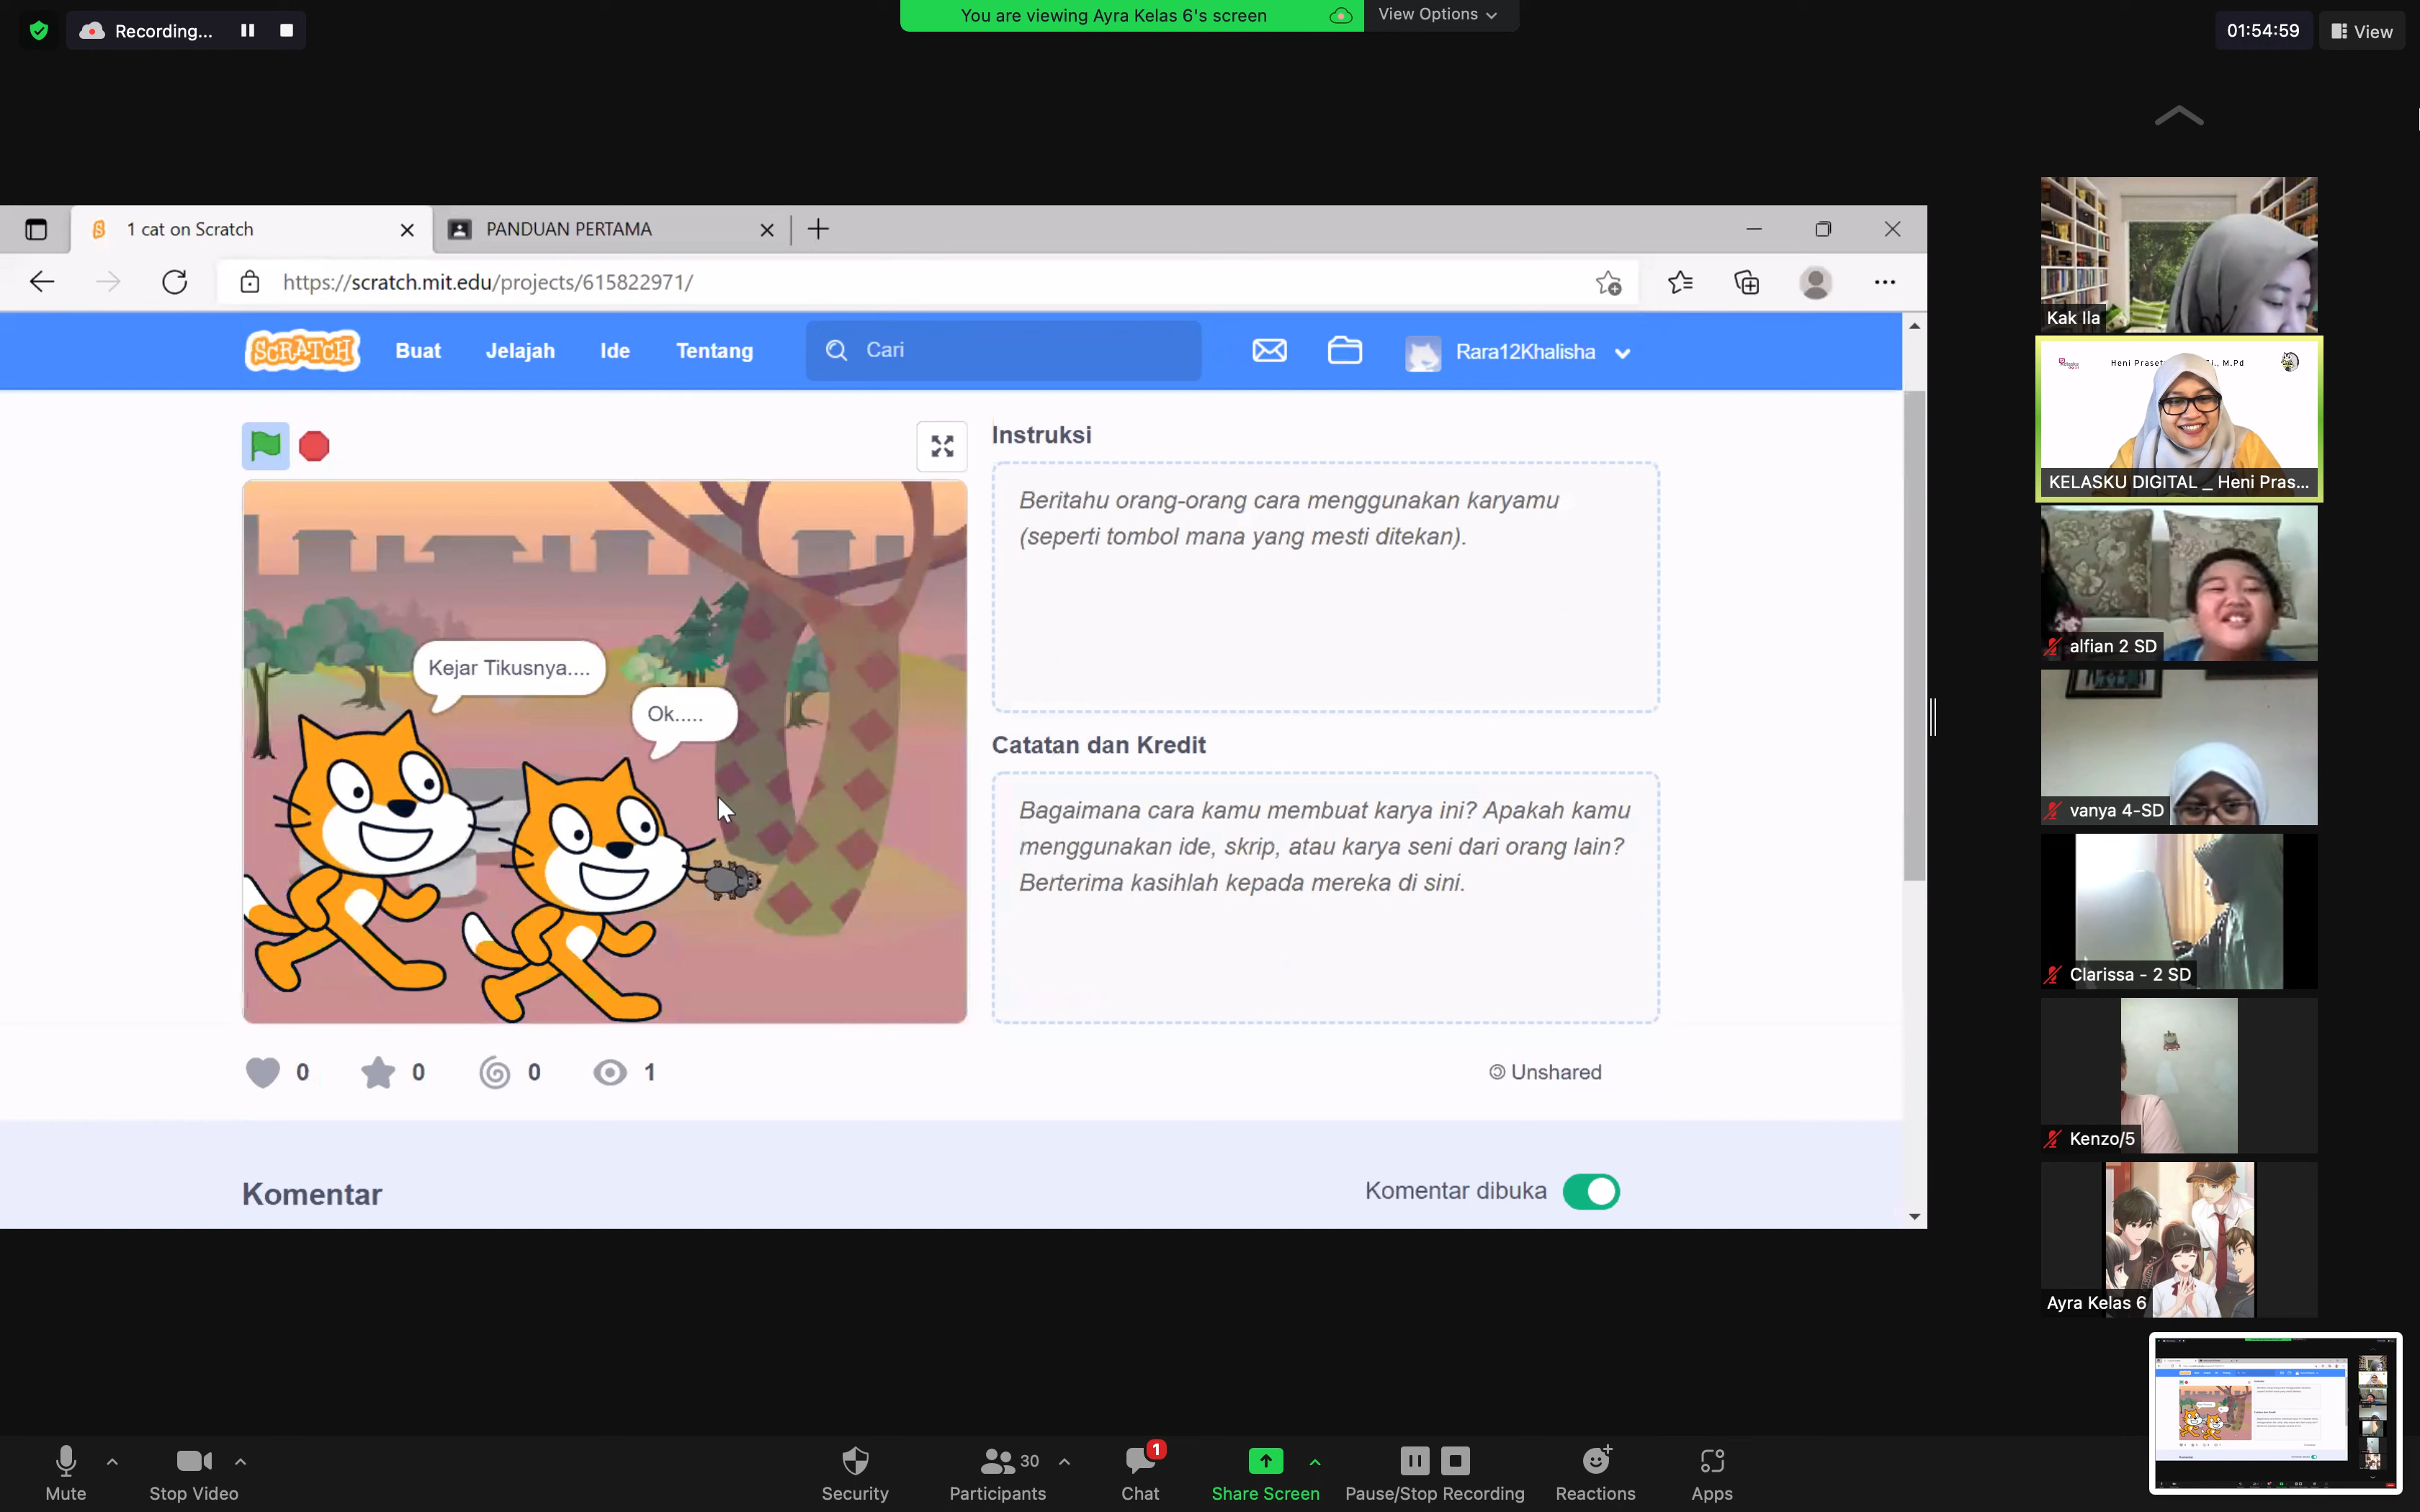 Recording...
You are viewing Ayra Kelas 6's screen
View Options
01:54:59
View
1 cat on Scratch
PANDUAN PERTAMA
https://scratch.mit.edu/projects/615822971/
SCRATCH
Buat
Jelajah
Ide
Tentang
Cari
Rara12Khalisha
Instruksi
Beritahu orang-orang cara menggunakan karyamu
(seperti tombol mana yang mesti ditekan).
Kejar Tikusnya....
Ok.....
Catatan dan Kredit
Bagaimana cara kamu membuat karya ini? Apakah kamu
menggunakan ide, skrip, atau karya seni dari orang lain?
Berterima kasihlah kepada mereka di sini.
0
0
0
1
Unshared
Komentar
Komentar dibuka
Kak Ila
M.Pd
KELASKU DIGITAL _ Heni Pras...
alfian 2 SD
vanya 4-SD
Clarissa - 2 SD
Kenzo/5
Ayra Kelas 6
Mute
Stop Video
Security
30
Participants
1
Chat
Share Screen
Pause/Stop Recording
Reactions
Apps